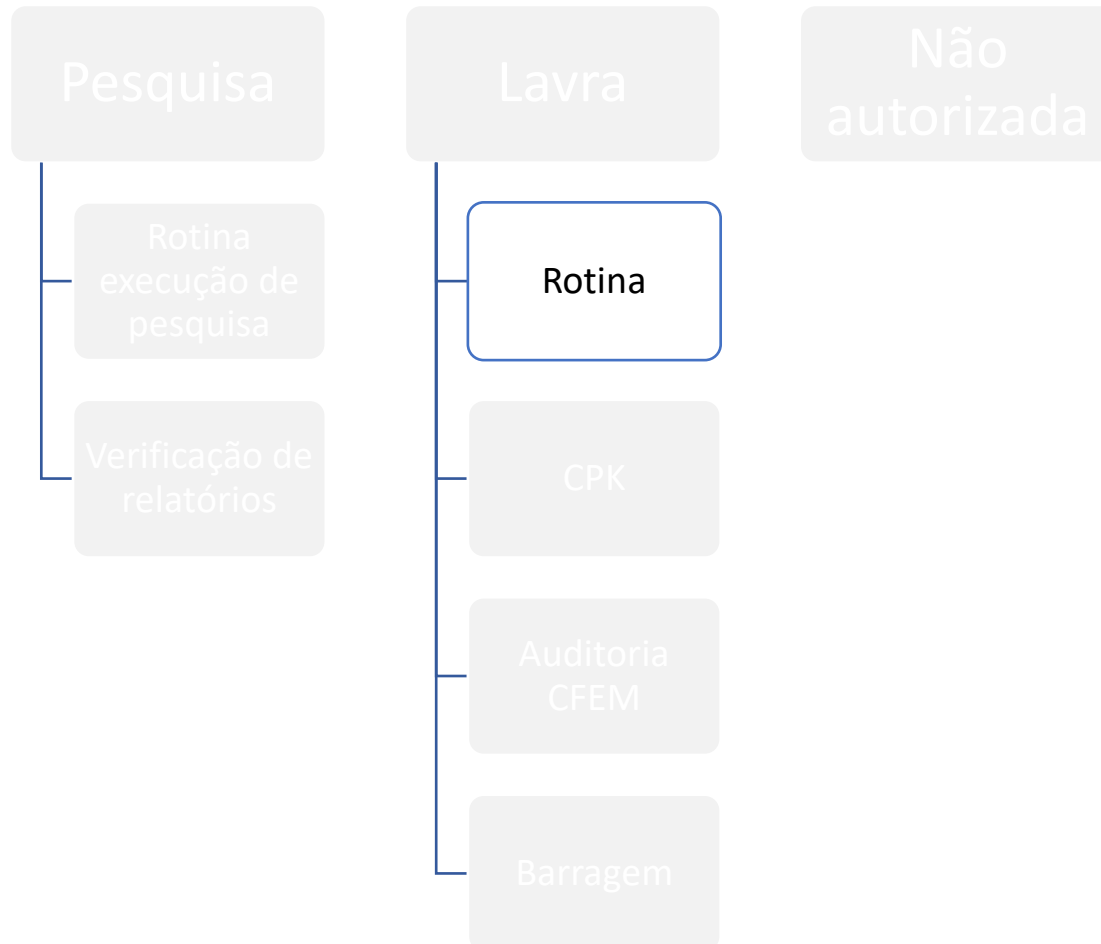 Pesquisa
Rotina
execução de
pesquisa
Verificação de
relatórios
Lavra
Rotina
CPK
Auditoria
CFEM
Barragem
Não
autorizada